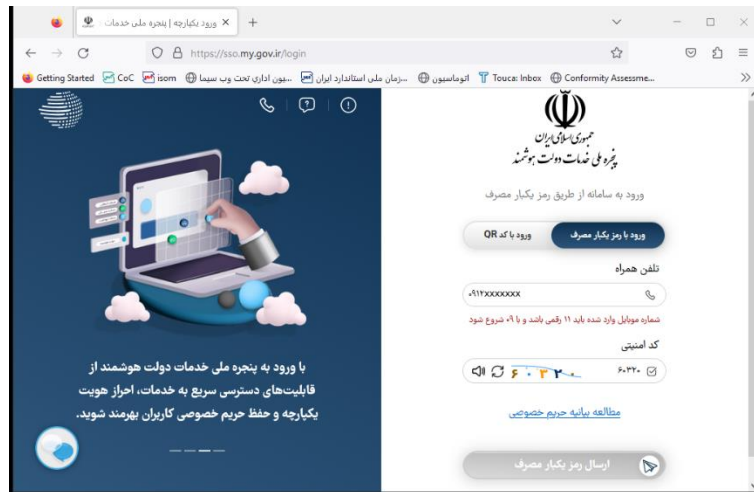 ورود یکپارچه | پنجره ملی خدمات
https://sso.my.gov.ir/login
Getting Started
CoC
isom
...یون اداری تحت وب سیما
...زمان ملی استاندارد ایران
اتوماسیون
Touca: Inbox
Conformity Assessme...
جمهوری اسلامی ایران
پنجره ملی خدمات دولت هوشمند
ورود به سامانه از طریق رمز یکبار مصرف
ورود با رمز یکبار مصرف
ورود با کد QR
تلفن همراه
۰۹۱۲xxxxxxx
شماره موبایل وارد شده باید ۱۱ رقمی باشد و با ۰۹ شروع شود
کد امنیتی
۶۰۳۲۰
۶۰۳۲۰
مطالعه بیانیه حریم خصوصی
ارسال رمز یکبار مصرف
با ورود به پنجره ملی خدمات دولت هوشمند از
قابلیت‌های دسترسی سریع به خدمات، احراز هویت
یکپارچه و حفظ حریم خصوصی کاربران بهرمند شوید.